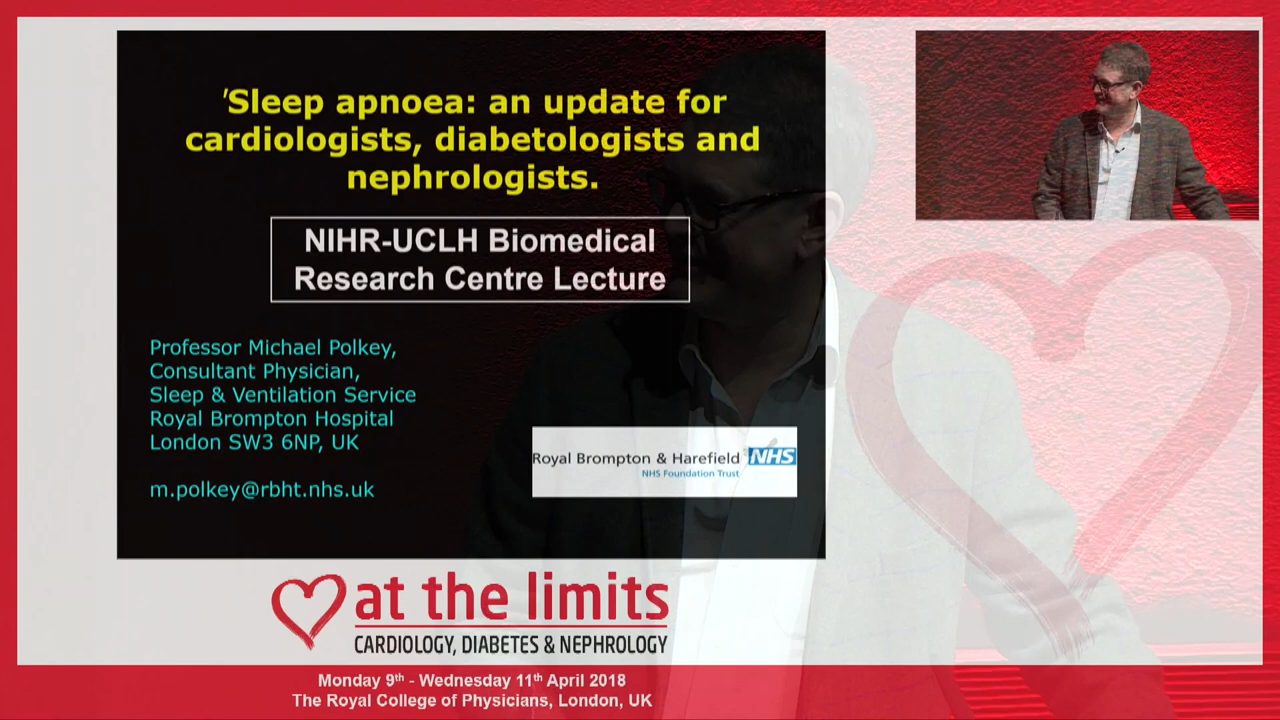 'Sleep apnoea: an update for
cardiologists, diabetologists and
nephrologists.
NIHR-UCLH Biomedical
Research Centre Lecture
Professor Michael Polkey,
Consultant Physician,
Sleep & Ventilation Service
Royal Brompton Hospital
London SW3 6NP, UK
m.polkey@rbht.nhs.uk
Royal Brompton & Harefield NHS
NHS Foundation Trust
at the limits
CARDIOLOGY, DIABETES & NEPHROLOGY
Monday 9th - Wednesday 11th April 2018
The Royal College of Physicians, London, UK